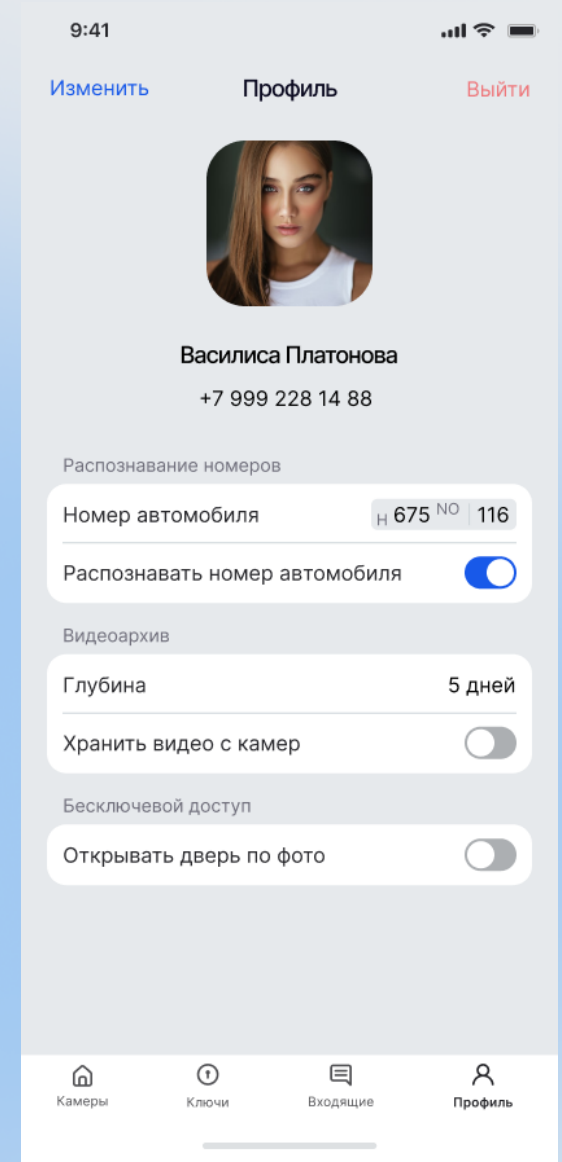 9:41
Изменить Профиль Выйти
Василиса Платонова
+7 999 228 14 88
Распознавание номеров
Номер автомобиля H 675 NO 116
Распознавать номер автомобиля
Видеоархив
Глубина 5 дней
Хранить видео с камер
Бесключевой доступ
Открывать дверь по фото
Камеры Ключи Входящие Профиль